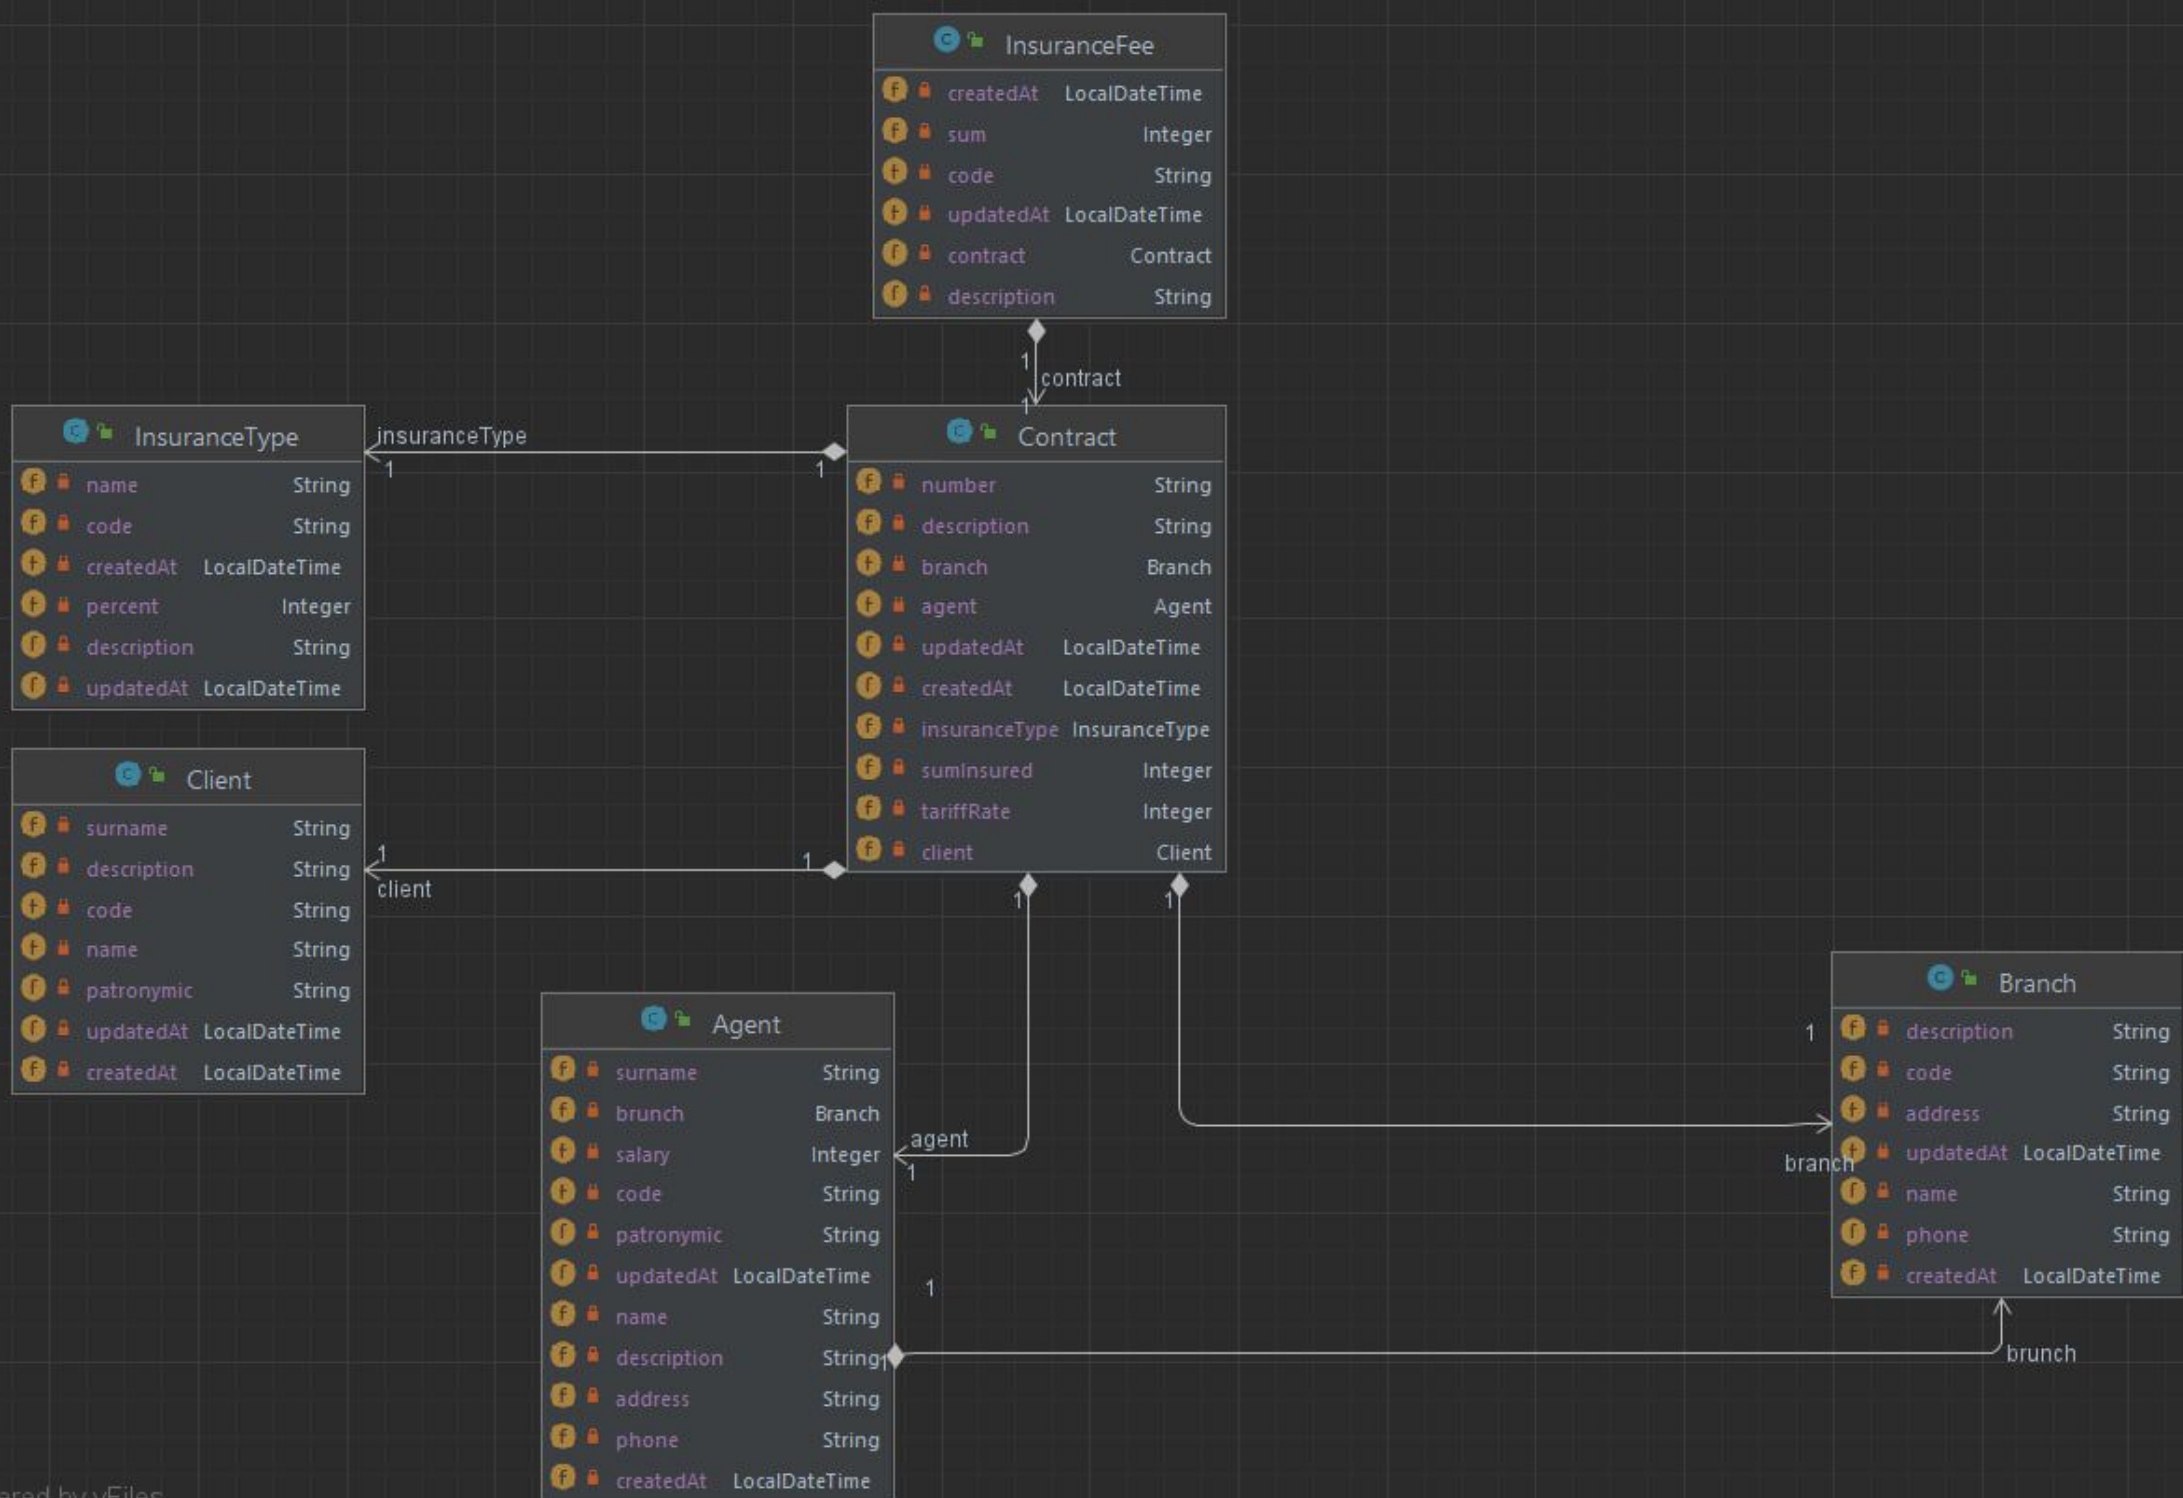 InsuranceFee
createdAt LocalDateTime
sum Integer
code String
updatedAt LocalDateTime
contract Contract
description String
1
contract
1
InsuranceType
name String
code String
createdAt LocalDateTime
percent Integer
description String
updatedAt LocalDateTime
insuranceType
1
1
Contract
number String
description String
branch Branch
agent Agent
updatedAt LocalDateTime
createdAt LocalDateTime
insuranceType InsuranceType
sumInsured Integer
tariffRate Integer
client Client
Client
surname String
description String
code String
name String
patronymic String
updatedAt LocalDateTime
createdAt LocalDateTime
1
client
1
1
1
Agent
surname String
brunch Branch
salary Integer
code String
patronymic String
updatedAt LocalDateTime
name String
description String
address String
phone String
createdAt LocalDateTime
agent
1
1
1
Branch
description String
code String
address String
updatedAt LocalDateTime
name String
phone String
createdAt LocalDateTime
1
branch
brunch
by yFiles